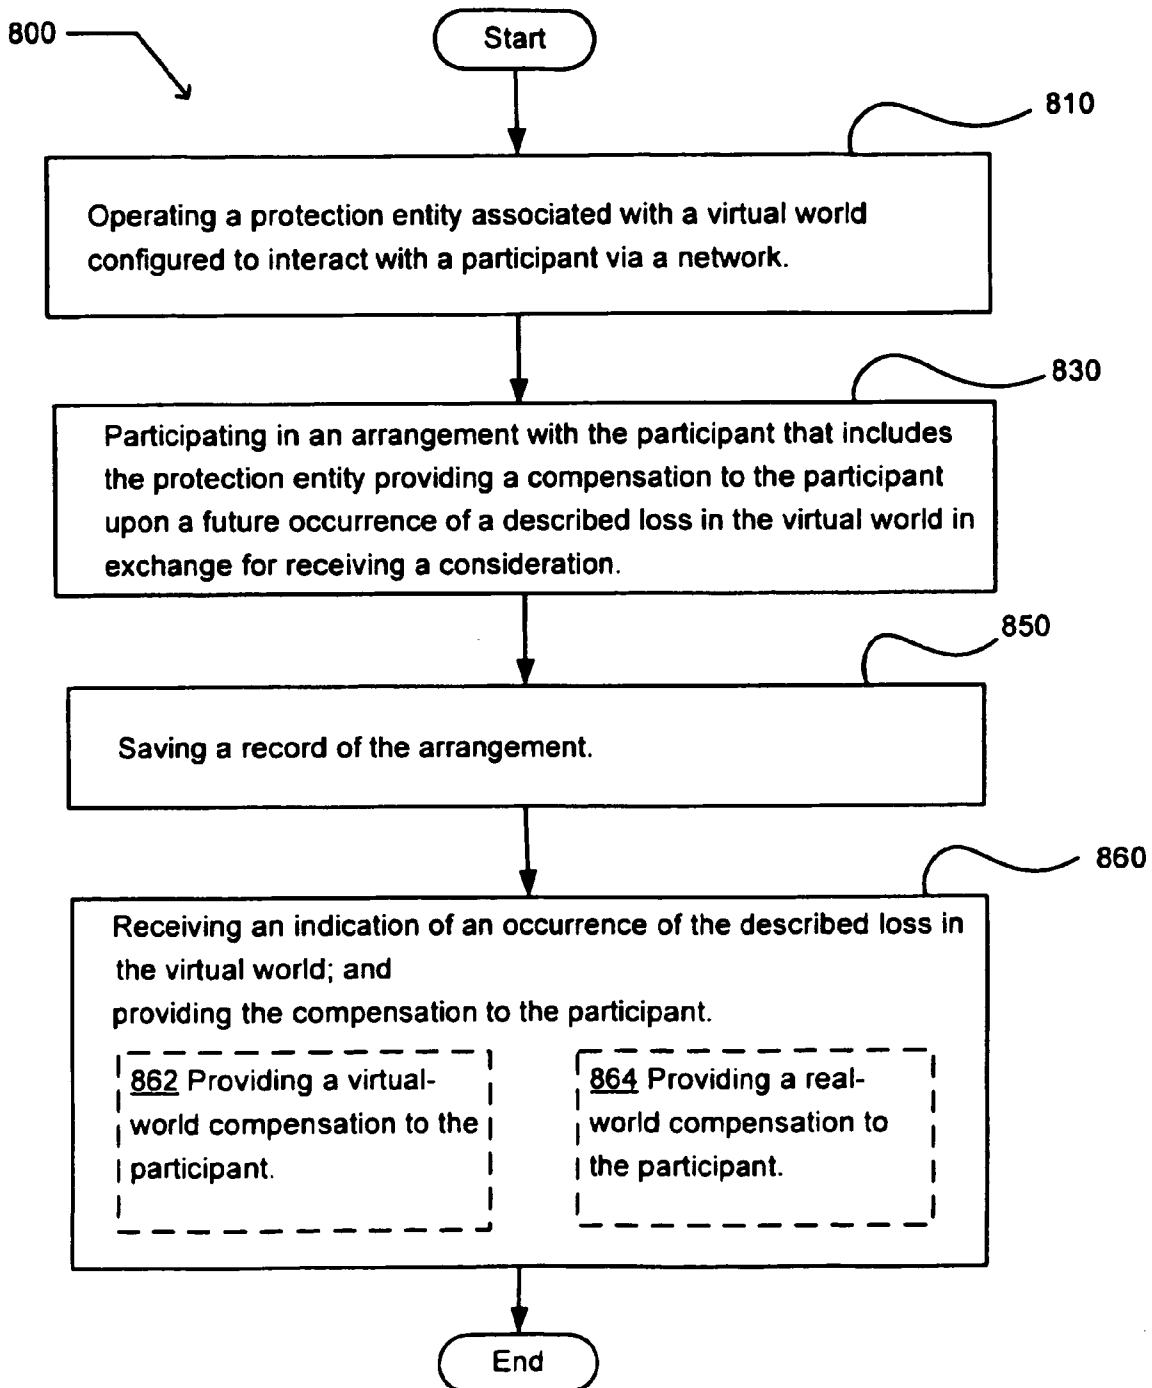 800
Start
810
Operating a protection entity associated with a virtual world
configured to interact with a participant via a network.
830
Participating in an arrangement with the participant that includes
the protection entity providing a compensation to the participant
upon a future occurrence of a described loss in the virtual world in
exchange for receiving a consideration.
850
Saving a record of the arrangement.
860
Receiving an indication of an occurrence of the described loss in
the virtual world; and
providing the compensation to the participant.
862 Providing a virtual-
world compensation to the
participant.
864 Providing a real-
world compensation to
the participant.
End